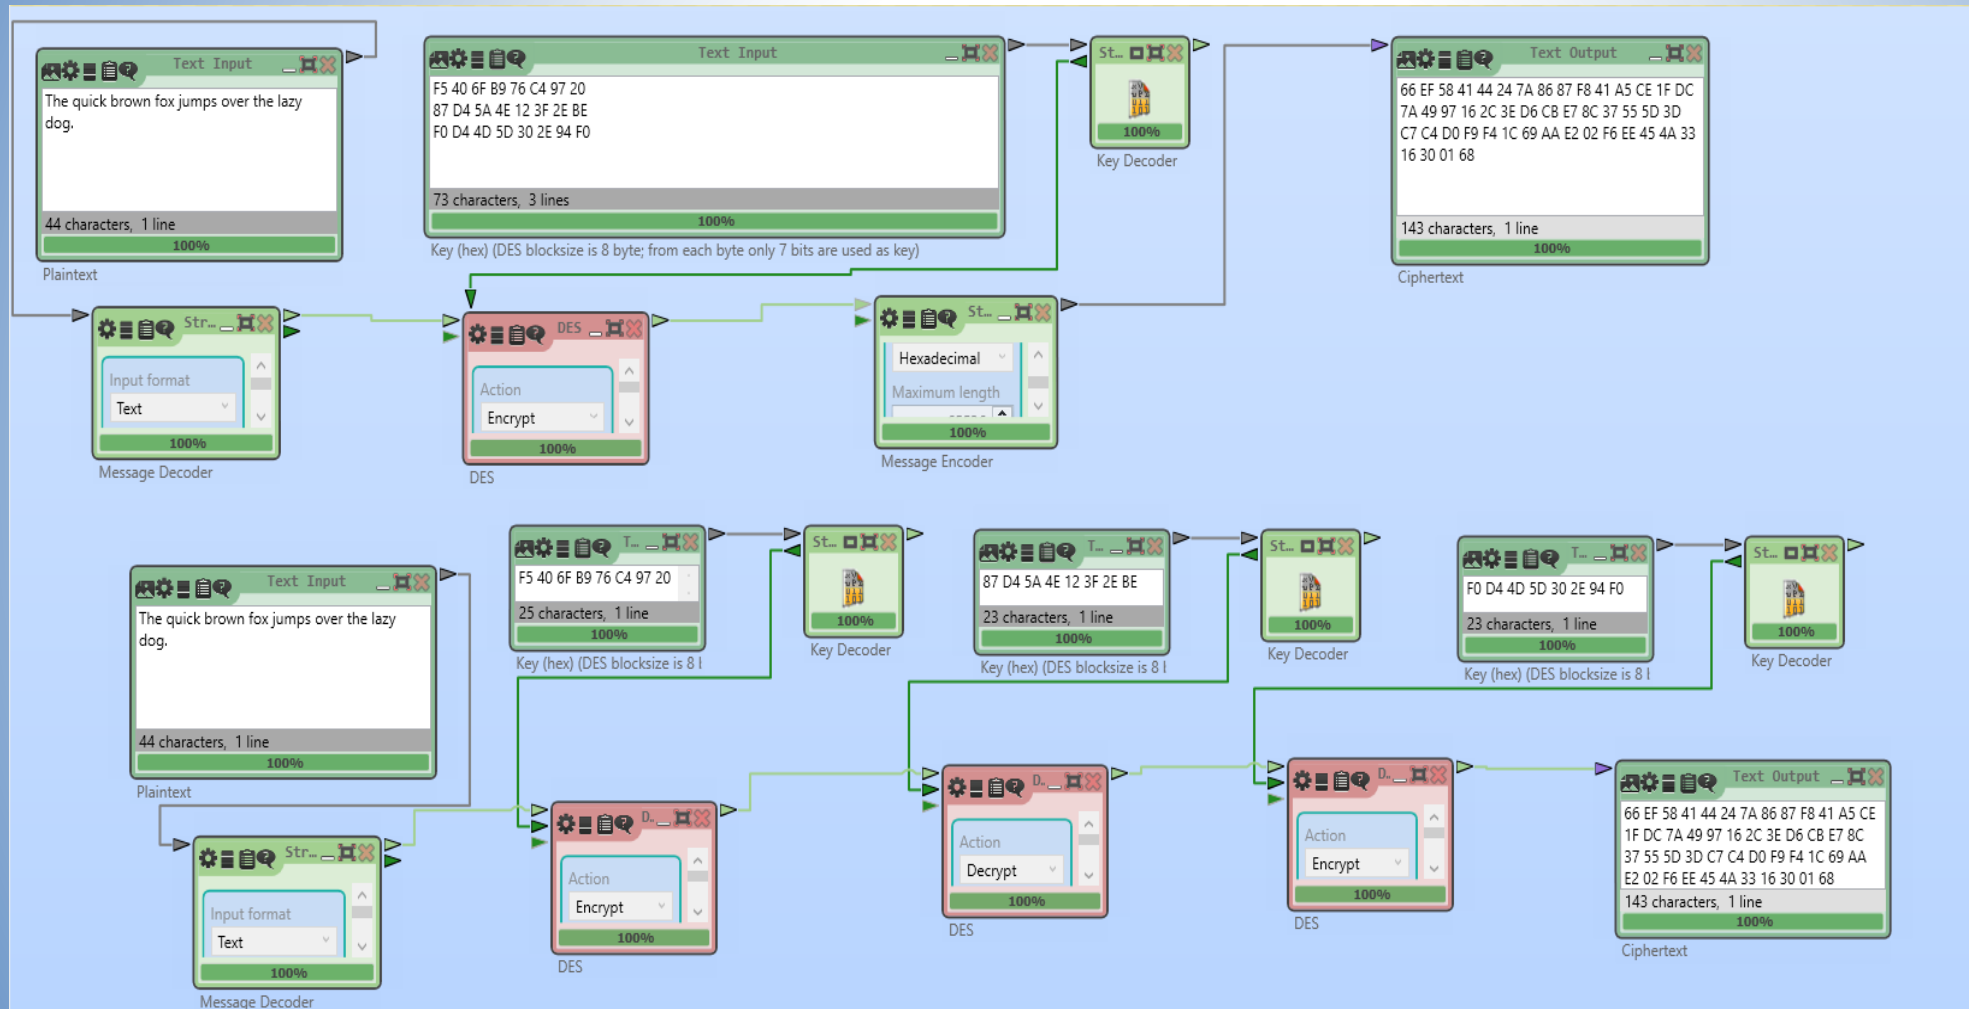 Text Input
The quick brown fox jumps over the lazy
dog.
44 characters, 1 line
100%
Plaintext
Text Input
F5 40 6F B9 76 C4 97 20
87 D4 5A 4E 12 3F 2E BE
F0 D4 4D 5D 30 2E 94 F0
73 characters, 3 lines
100%
Key (hex) (DES blocksize is 8 byte; from each byte only 7 bits are used as key)
St...
100%
Key Decoder
Text Output
66 EF 58 41 44 24 7A 86 87 F8 41 A5 CE 1F DC
7A 49 97 16 2C 3E D6 CB E7 8C 37 55 5D 3D
C7 C4 D0 F9 F4 1C 69 AA E2 02 F6 EE 45 4A 33
16 30 01 68
143 characters, 1 line
100%
Ciphertext
Str...
Input format
Text
100%
Message Decoder
DES
Action
Encrypt
100%
DES
St...
Hexadecimal
Maximum length
100%
Message Encoder
Text Input
The quick brown fox jumps over the lazy
dog.
44 characters, 1 line
100%
Plaintext
T...
F5 40 6F B9 76 C4 97 20
25 characters, 1 line
100%
Key (hex) (DES blocksize is 8
St...
100%
Key Decoder
T...
87 D4 5A 4E 12 3F 2E BE
23 characters, 1 line
100%
Key (hex) (DES blocksize is 8
St...
100%
Key Decoder
T...
F0 D4 4D 5D 30 2E 94 F0
23 characters, 1 line
100%
Key (hex) (DES blocksize is 8
St...
100%
Key Decoder
Str...
Input format
Text
100%
Message Decoder
D...
Action
Encrypt
100%
DES
D...
Action
Decrypt
100%
DES
D...
Action
Encrypt
100%
DES
Text Output
66 EF 58 41 44 24 7A 86 87 F8 41 A5 CE
1F DC 7A 49 97 16 2C 3E D6 CB E7 8C
37 55 5D 3D C7 C4 D0 F9 F4 1C 69 AA
E2 02 F6 EE 45 4A 33 16 30 01 68
143 characters, 1 line
100%
Ciphertext